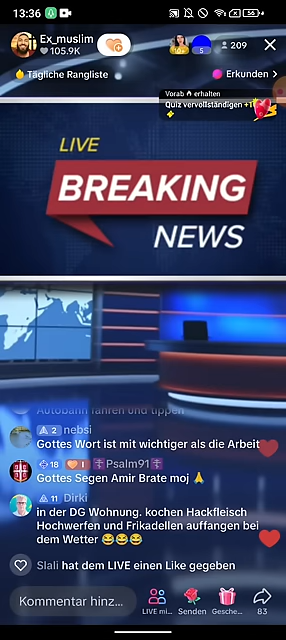 13:36
56
Ex_muslim
105.9K
209
Tägliche Rangliste
Erkunden
Vorab erhalten
Quiz vervollständigen +1
LIVE
BREAKING
NEWS
Autobahn fahren und tippen
2 nebsi
Gottes Wort ist mit wichtiger als die Arbeit
18 Psalm91
Gottes Segen Amir Brate moj 🙏
11 Dirki
in der DG Wohnung. kochen Hackfleisch
Hochwerfen und Frikadellen auffangen bei
dem Wetter 😂😂😂
Slali hat dem LIVE einen Like gegeben
Kommentar hinz...
LIVE mi...
Senden
Gesche...
83